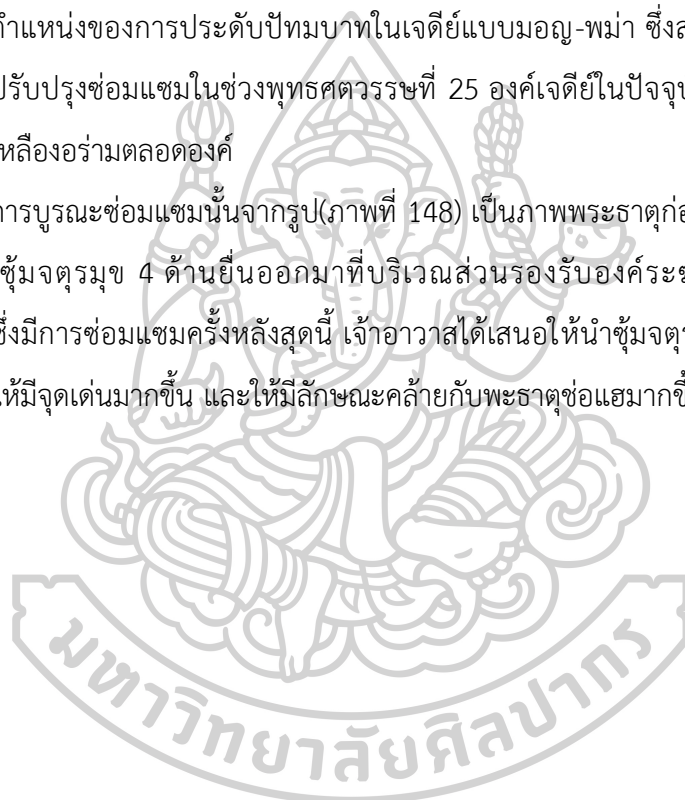 ตำแหน่งของการประดับปัทมบาทในเจดีย์แบบมอญ-พม่า ซึ่งส
ปรับปรุงซ่อมแซมในช่วงพุทธศตวรรษที่ 25 องค์เจดีย์ในปัจจุบ
เหลืองอร่ามตลอดองค์
การบูรณะซ่อมแซมนั้นจากรูป(ภาพที่ 148) เป็นภาพพระธาตุก่อ
ซุ้มจตุรมุข 4 ด้านยื่นออกมาที่บริเวณส่วนรองรับองค์ระฆ
ซึ่งมีการซ่อมแซมครั้งหลังสุดนี้ เจ้าอาวาสได้เสนอให้นำซุ้มจตุร
ให้มีจุดเด่นมากขึ้น และให้มีลักษณะคล้ายกับพะธาตุช่อแฮมากขึ้
มหาวิทยาลัยศิลปากร